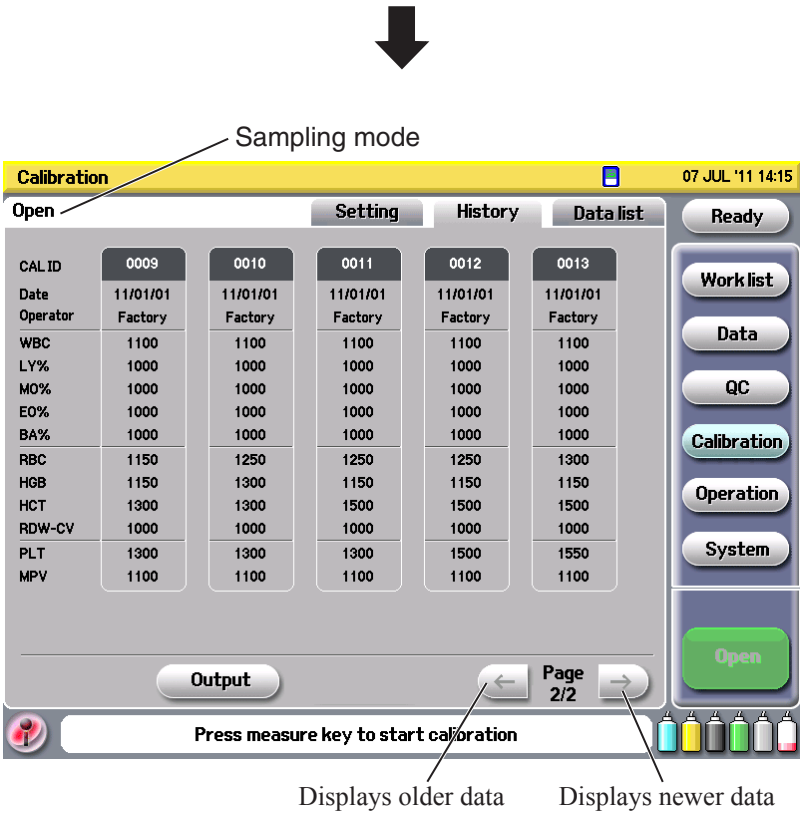 Sampling mode
Calibration 07 JUL '11 14:15
Open Setting History Data list Ready
CAL ID 0009 0010 0011 0012 0013
Date 11/01/01 11/01/01 11/01/01 11/01/01 11/01/01
Operator Factory Factory Factory Factory Factory
WBC 1100 1100 1100 1100 1100
LY% 1000 1000 1000 1000 1000
MO% 1000 1000 1000 1000 1000
EO% 1000 1000 1000 1000 1000
BA% 1000 1000 1000 1000 1000
RBC 1150 1250 1250 1250 1300
HGB 1150 1300 1150 1150 1150
HCT 1300 1300 1500 1500 1500
RDW-CV 1000 1000 1000 1000 1000
PLT 1300 1300 1300 1500 1550
MPV 1100 1100 1100 1100 1100
Work list
Data
QC
Calibration
Operation
System
Open
Output ← Page →
2/2
Press measure key to start calibration
Displays older data Displays newer data